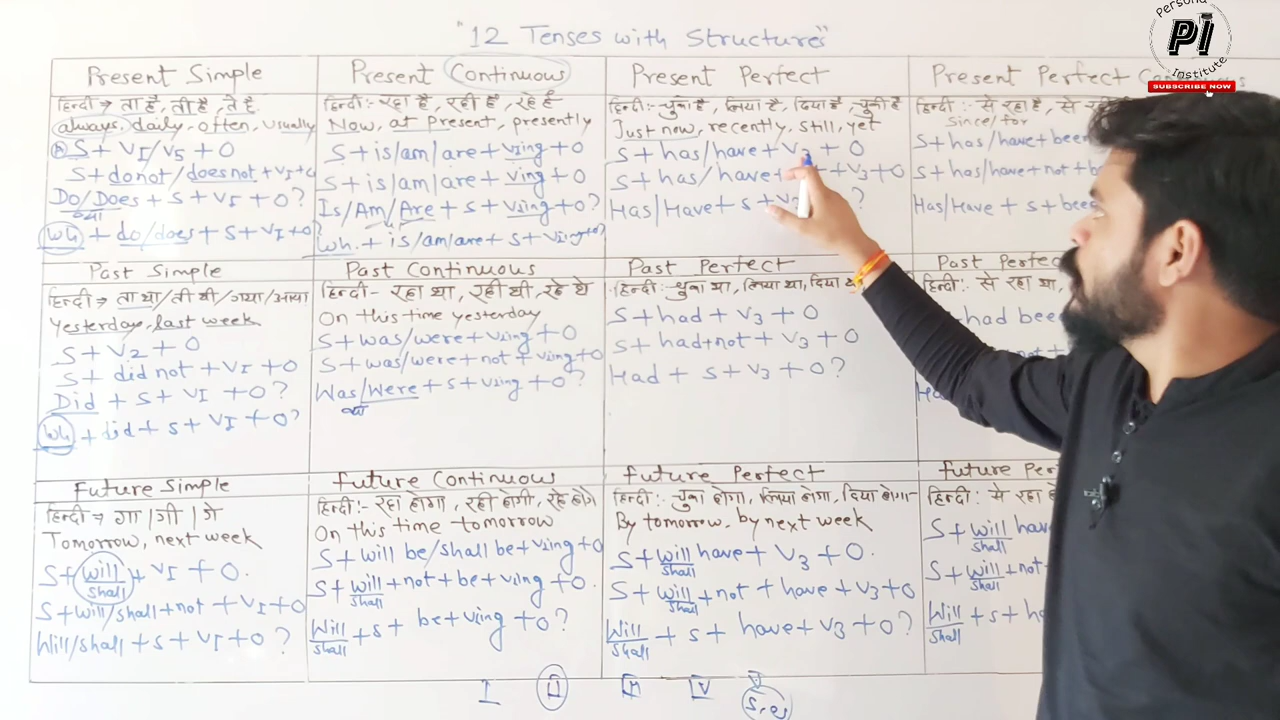 "12 Tenses with Structures"
Persona
PI
Institute
SUBSCRIBE NOW
Present Simple
हिन्दी → ता है, ती है, ते है.
always, daily, often, usually
Ⓐ S + V1/V5 + O
S + do not / does not + V1 + O
Do/Does + S + V1 + O?
क्या
Wh + do/does + S + V1 + O?
Present Continuous
हिन्दी:- रहा है, रही है, रहे है
Now, at present, presently
S + is/am/are + Ving + O
S + is/am/are + Ving + O
Is/Am/Are + S + Ving + O?
Wh. + is/am/are + S + Ving + O?
Present Perfect
हिन्दी:- चुका है, लिया है, दिया है, चुकी है
Just now, recently, still, yet
S + has/have + V3 + O
S + has/have + + V3 + O
Has/Have + S + V ?
Present Perfect
हिन्दी: से रहा है, से
since/for
S + has/have + been
S + has/have + not + b
Has/Have + S + bee
Past Simple
हिन्दी → ता था/ती थी/गया/आया
Yesterday, last week
S + V2 + O
S + did not + V1 + O
Did + S + V1 + O?
Wh + did + S + V1 + O?
Past Continuous
हिन्दी- रहा था, रही थी, रहे थे
On this time yesterday
S + was/were + Ving + O
S + was/were + not + Ving + O
Was/Were + S + Ving + O?
क्या
Past Perfect
हिन्दी:- चुका था, लिया था, दिया
S + had + V3 + O
S + had + not + V3 + O
Had + S + V3 + O?
Past Perfe
हिन्दी: से रहा था,
had bee
Ha
Future Simple
हिन्दी → गा | गी | गे
Tomorrow, next week
S + will/shall + V1 + O.
S + will/shall + not + V1 + O
Will/shall + S + V1 + O ?
Future Continuous
हिन्दी:- रहा होगा, रही होगी, रहे होंगे
On this time tomorrow
S + will be/shall be + Ving + O
S + will/shall + not + be + Ving + O.
Will/shall + S + be + Ving + O?
Future Perfect
हिन्दी:. चुका होगा, लिया होगा, दिया होगा
By tomorrow, by next week
S + will/shall have + V3 + O.
S + will/shall + not + have + V3 + O
Will/shall + S + have + V3 + O?
future Per
हिन्दी: से रहा
S + will/shall have
S + will/shall + not
Will/shall + S + h
I II III IV V
S, es